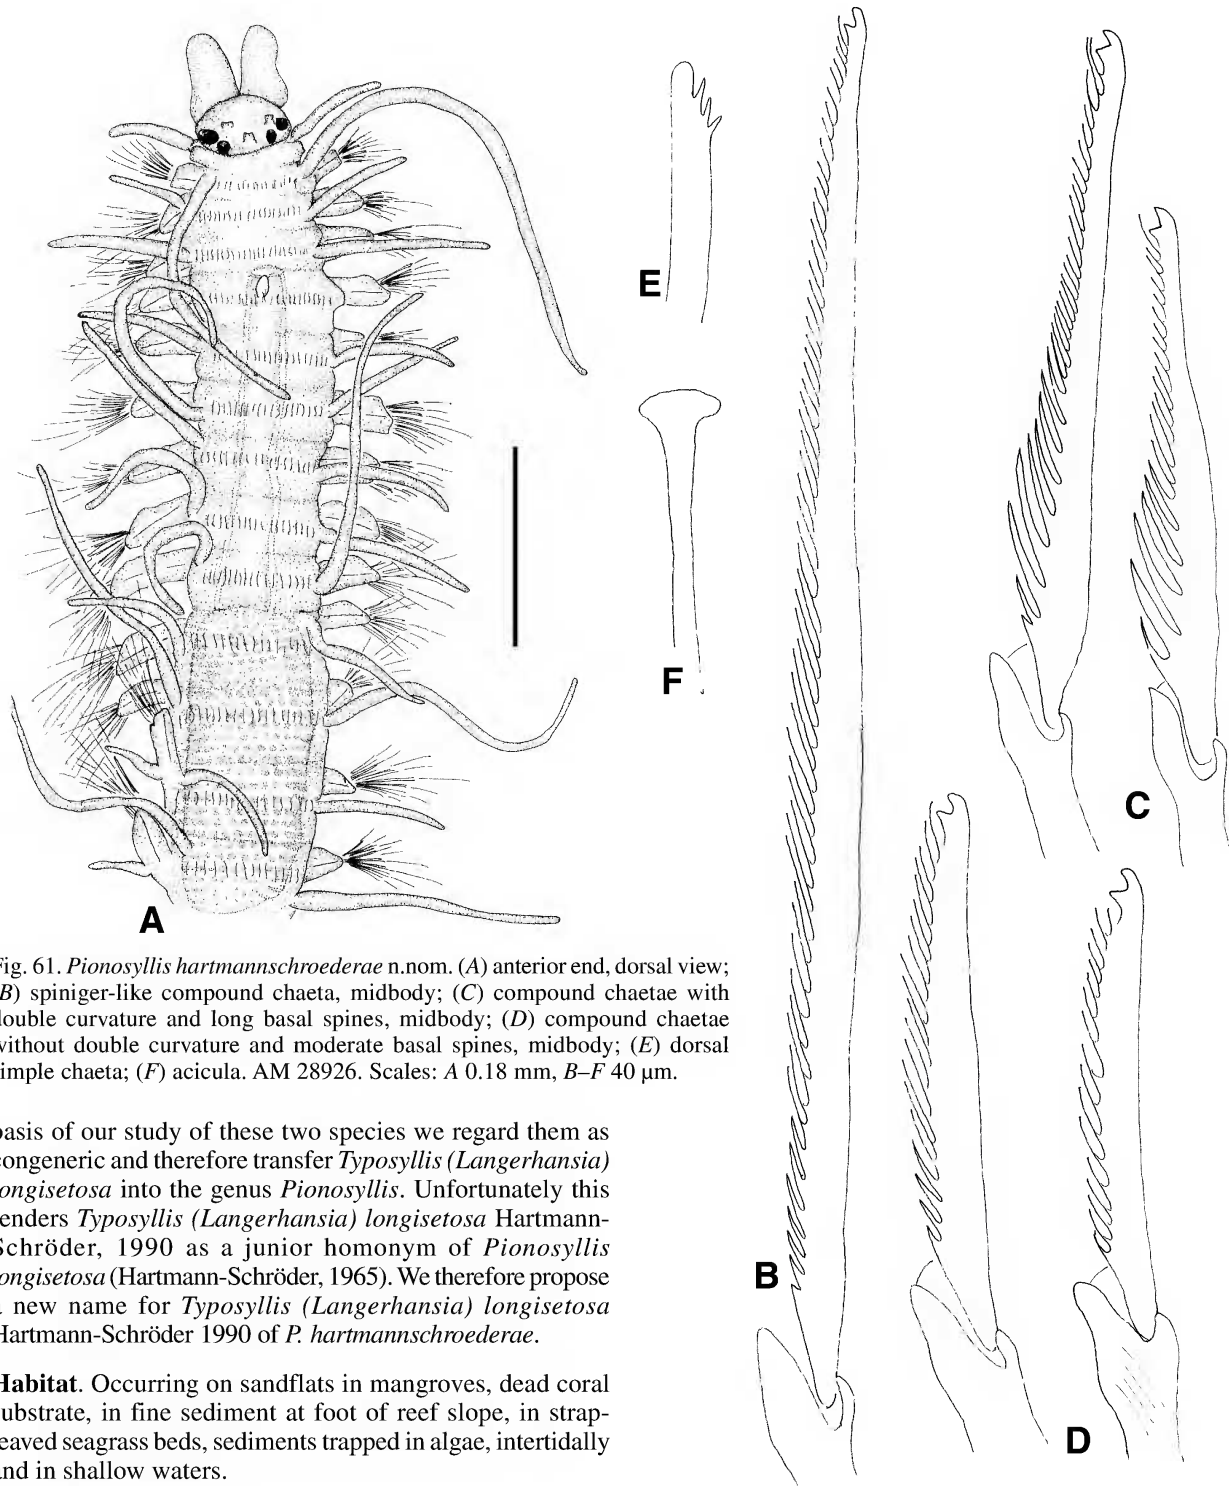 E
F
C
A
B
D
Fig. 61. Pionosyllis hartmannschroederae n.nom. (A) anterior end, dorsal view;
(B) spiniger-like compound chaeta, midbody; (C) compound chaetae with
double curvature and long basal spines, midbody; (D) compound chaetae
without double curvature and moderate basal spines, midbody; (E) dorsal
simple chaeta; (F) acicula. AM 28926. Scales: A 0.18 mm, B–F 40 µm.
basis of our study of these two species we regard them as
congeneric and therefore transfer Typosyllis (Langerhansia)
longisetosa into the genus Pionosyllis. Unfortunately this
renders Typosyllis (Langerhansia) longisetosa Hartmann-
Schröder, 1990 as a junior homonym of Pionosyllis
longisetosa (Hartmann-Schröder, 1965). We therefore propose
a new name for Typosyllis (Langerhansia) longisetosa
Hartmann-Schröder 1990 of P. hartmannschroederae.
Habitat. Occurring on sandflats in mangroves, dead coral
substrate, in fine sediment at foot of reef slope, in strap-
leaved seagrass beds, sediments trapped in algae, intertidally
and in shallow waters.